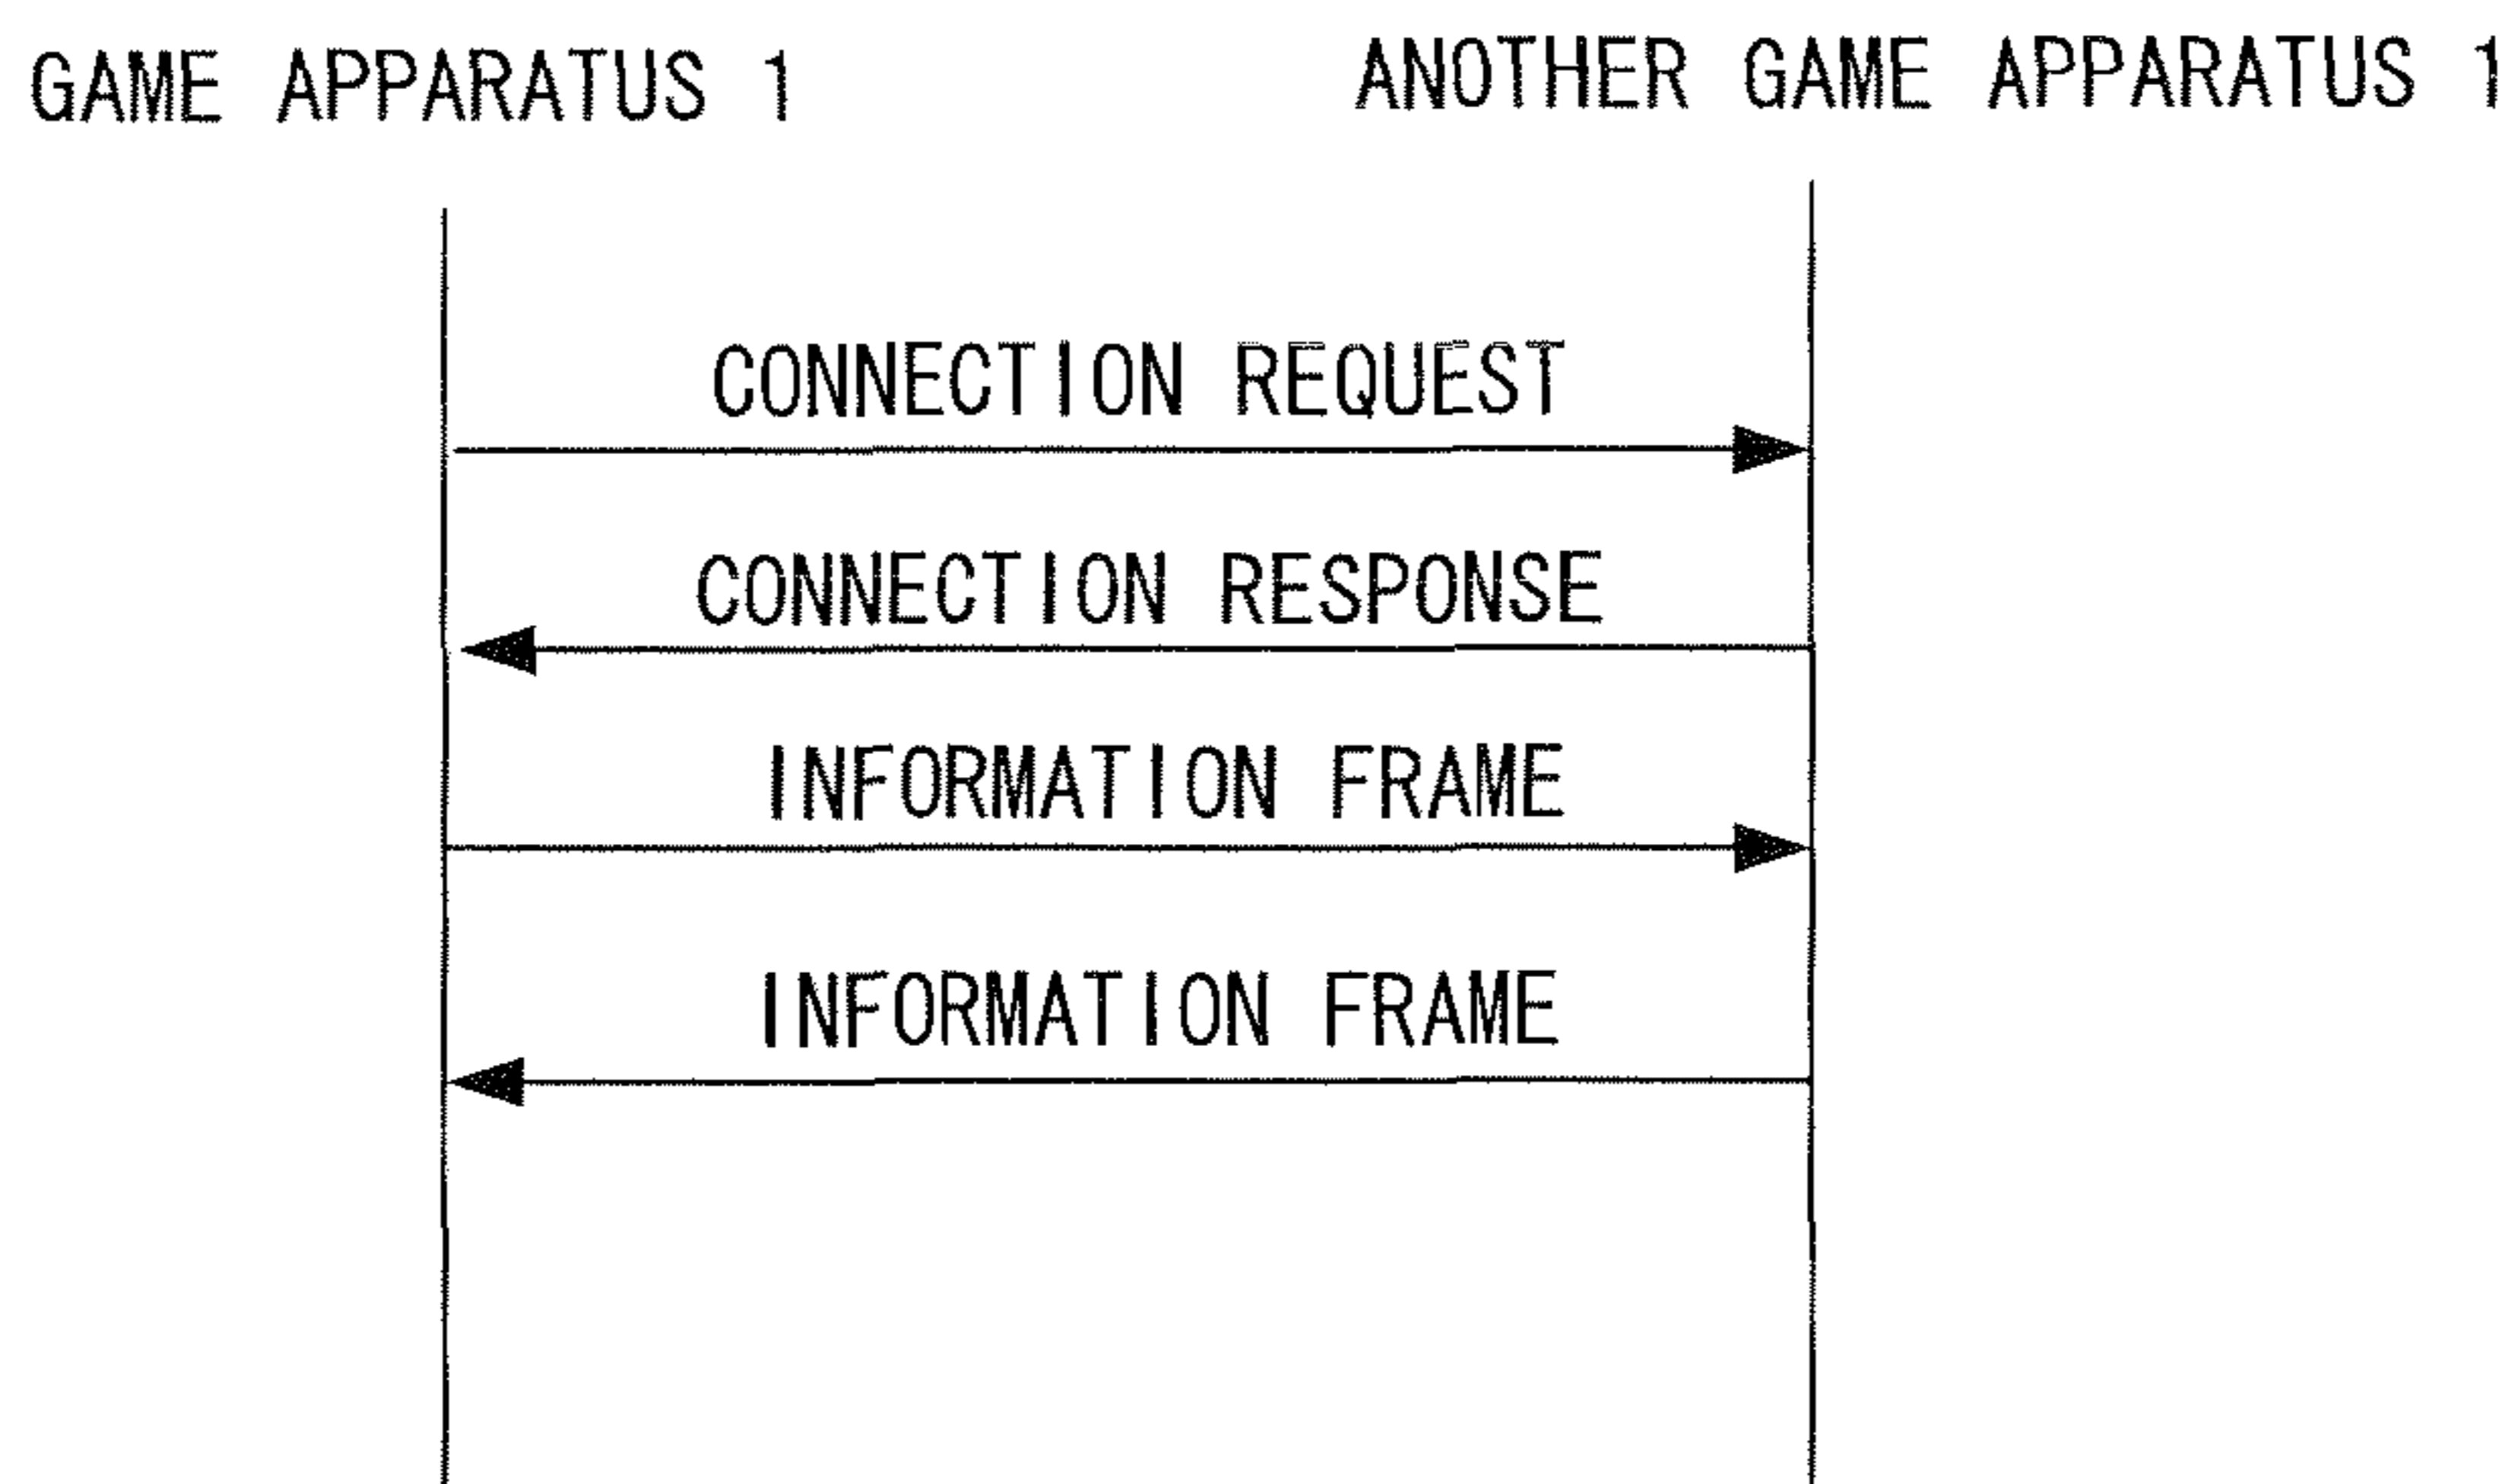 GAME APPARATUS 1
ANOTHER GAME APPARATUS 1
CONNECTION REQUEST
CONNECTION RESPONSE
INFORMATION FRAME
INFORMATION FRAME